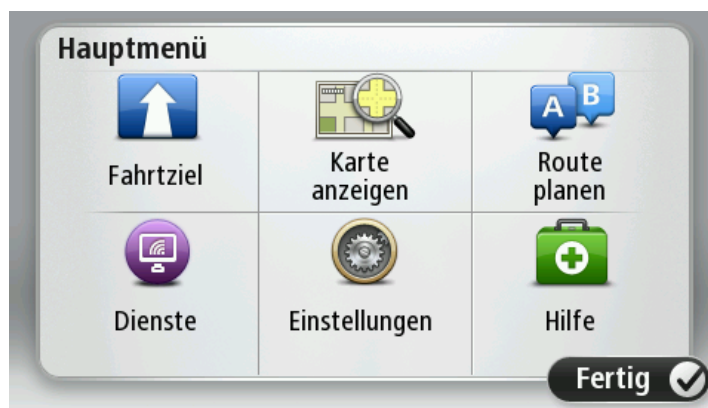 Hauptmenü
Fahrtziel
Karte
anzeigen
Route
planen
A
B
Dienste
Einstellungen
Hilfe
Fertig